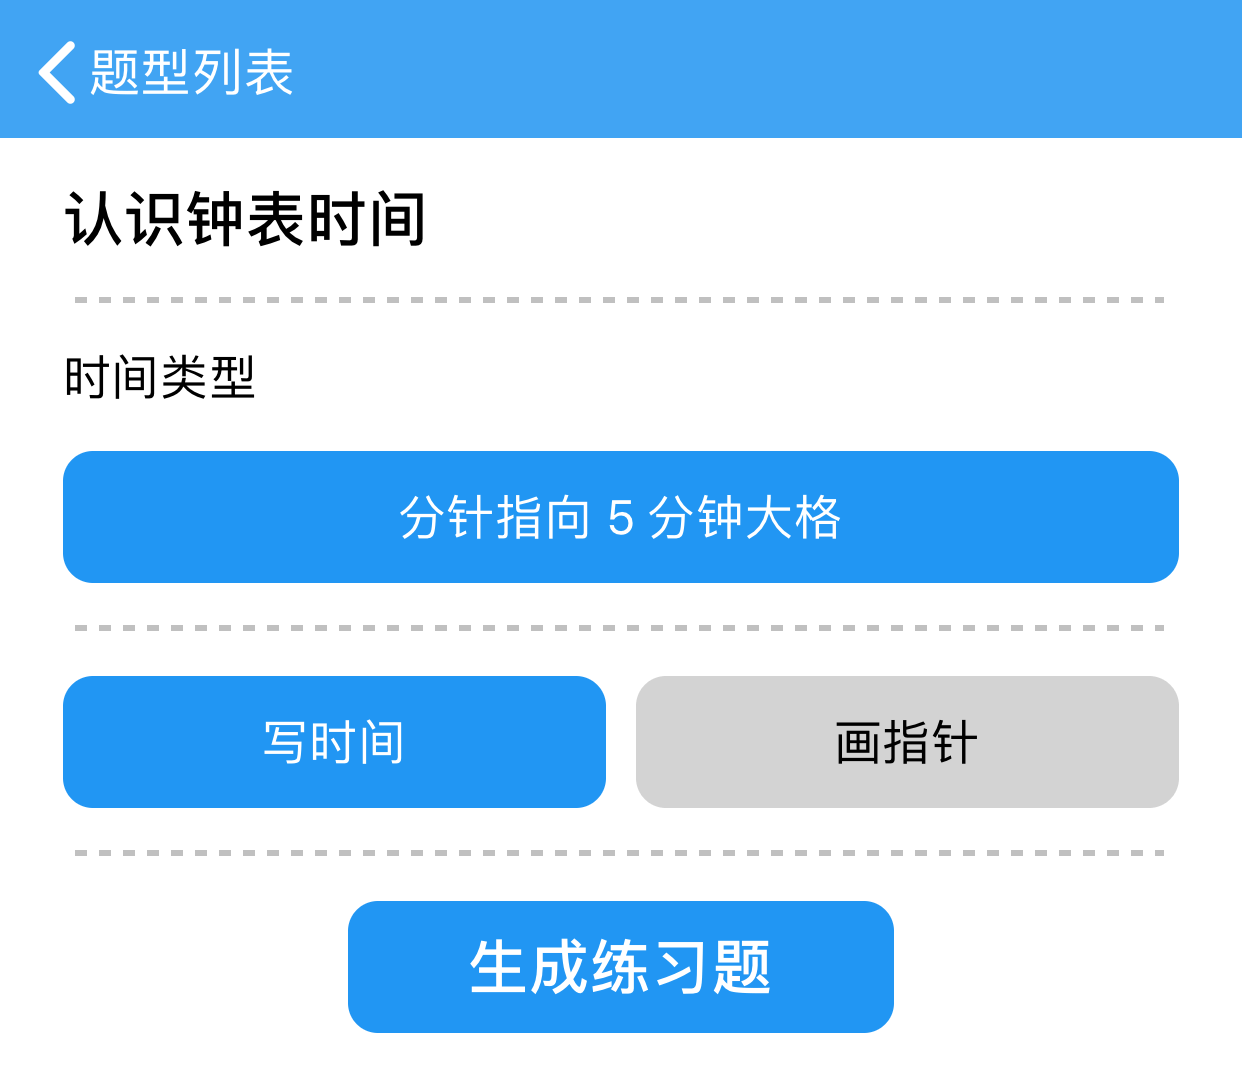 题型列表
认识钟表时间
时间类型
分针指向 5 分钟大格
写时间
画指针
生成练习题